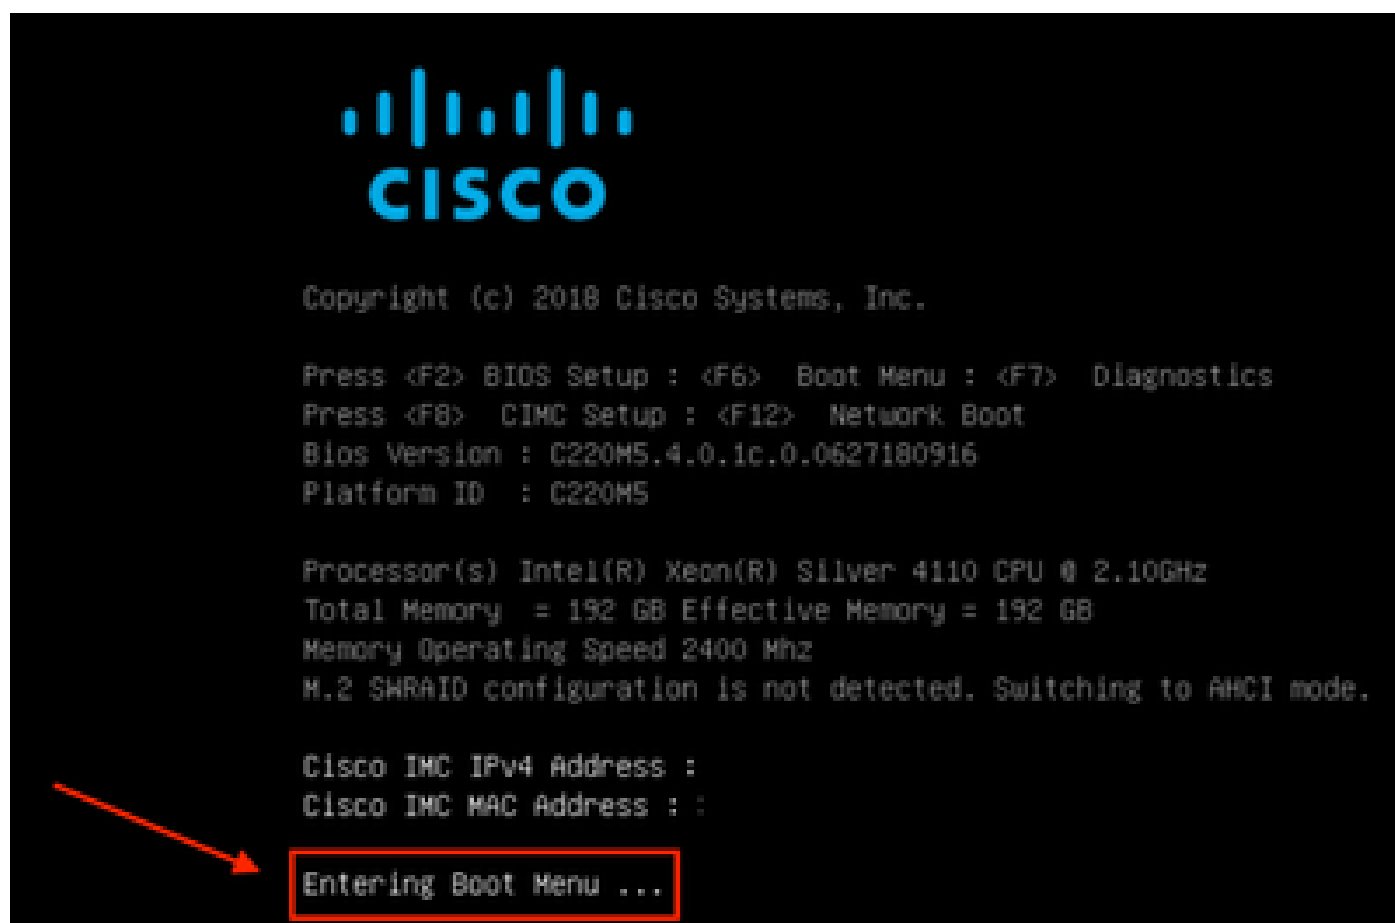 CISCO
Copyright (c) 2018 Cisco Systems, Inc.
Press <F2> BIOS Setup : <F6> Boot Menu : <F7> Diagnostics
Press <F8> CIMC Setup : <F12> Network Boot
Bios Version : C220M5.4.0.1c.0.0627180916
Platform ID : C220M5
Processor(s) Intel(R) Xeon(R) Silver 4110 CPU @ 2.10GHz
Total Memory = 192 GB Effective Memory = 192 GB
Memory Operating Speed 2400 Mhz
M.2 SWRAID configuration is not detected. Switching to AHCI mode.
Cisco IMC IPv4 Address :
Cisco IMC MAC Address :
Entering Boot Menu ...